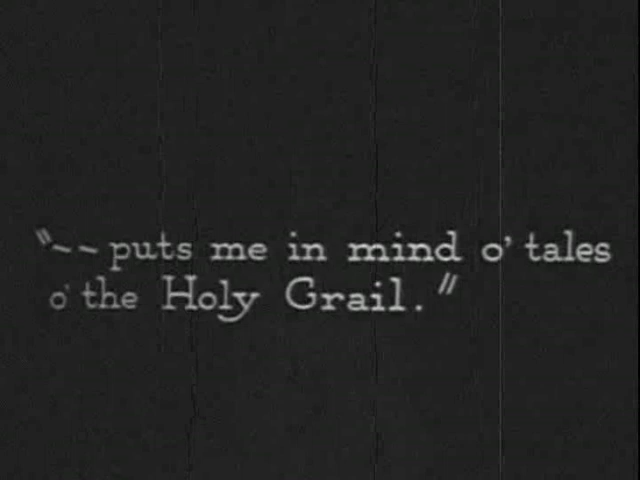 "-- puts me in mind o' tales
o' the Holy Grail."